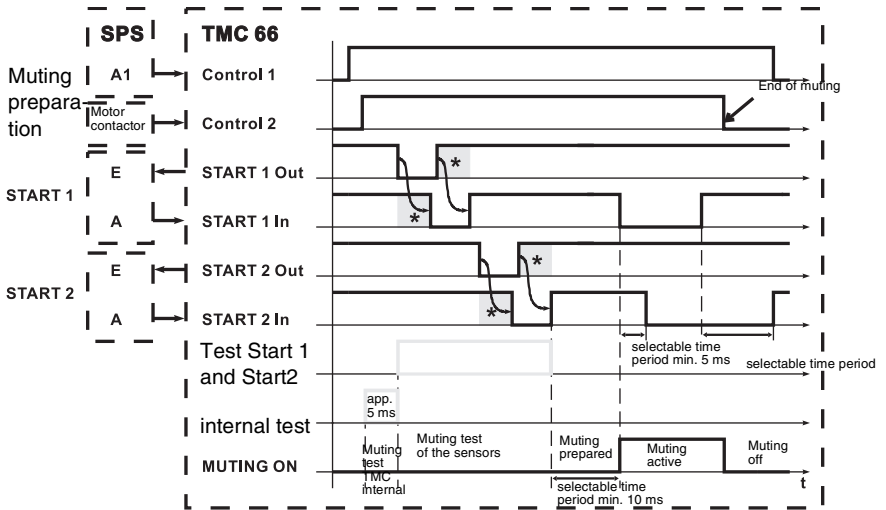 SPS
TMC 66
Muting
prepara-
tion
A1
Control 1
Motor
contactor
Control 2
End of muting
START 1
E
START 1 Out
*
A
START 1 In
*
START 2
E
START 2 Out
*
A
START 2 In
*
selectable time
period min. 5 ms
selectable time period
Test Start 1
and Start2
app.
5 ms
internal test
MUTING ON
Muting
test
TMC
internal
Muting test
of the sensors
Muting
prepared
Muting
active
Muting
off
t
selectable time
period min. 10 ms